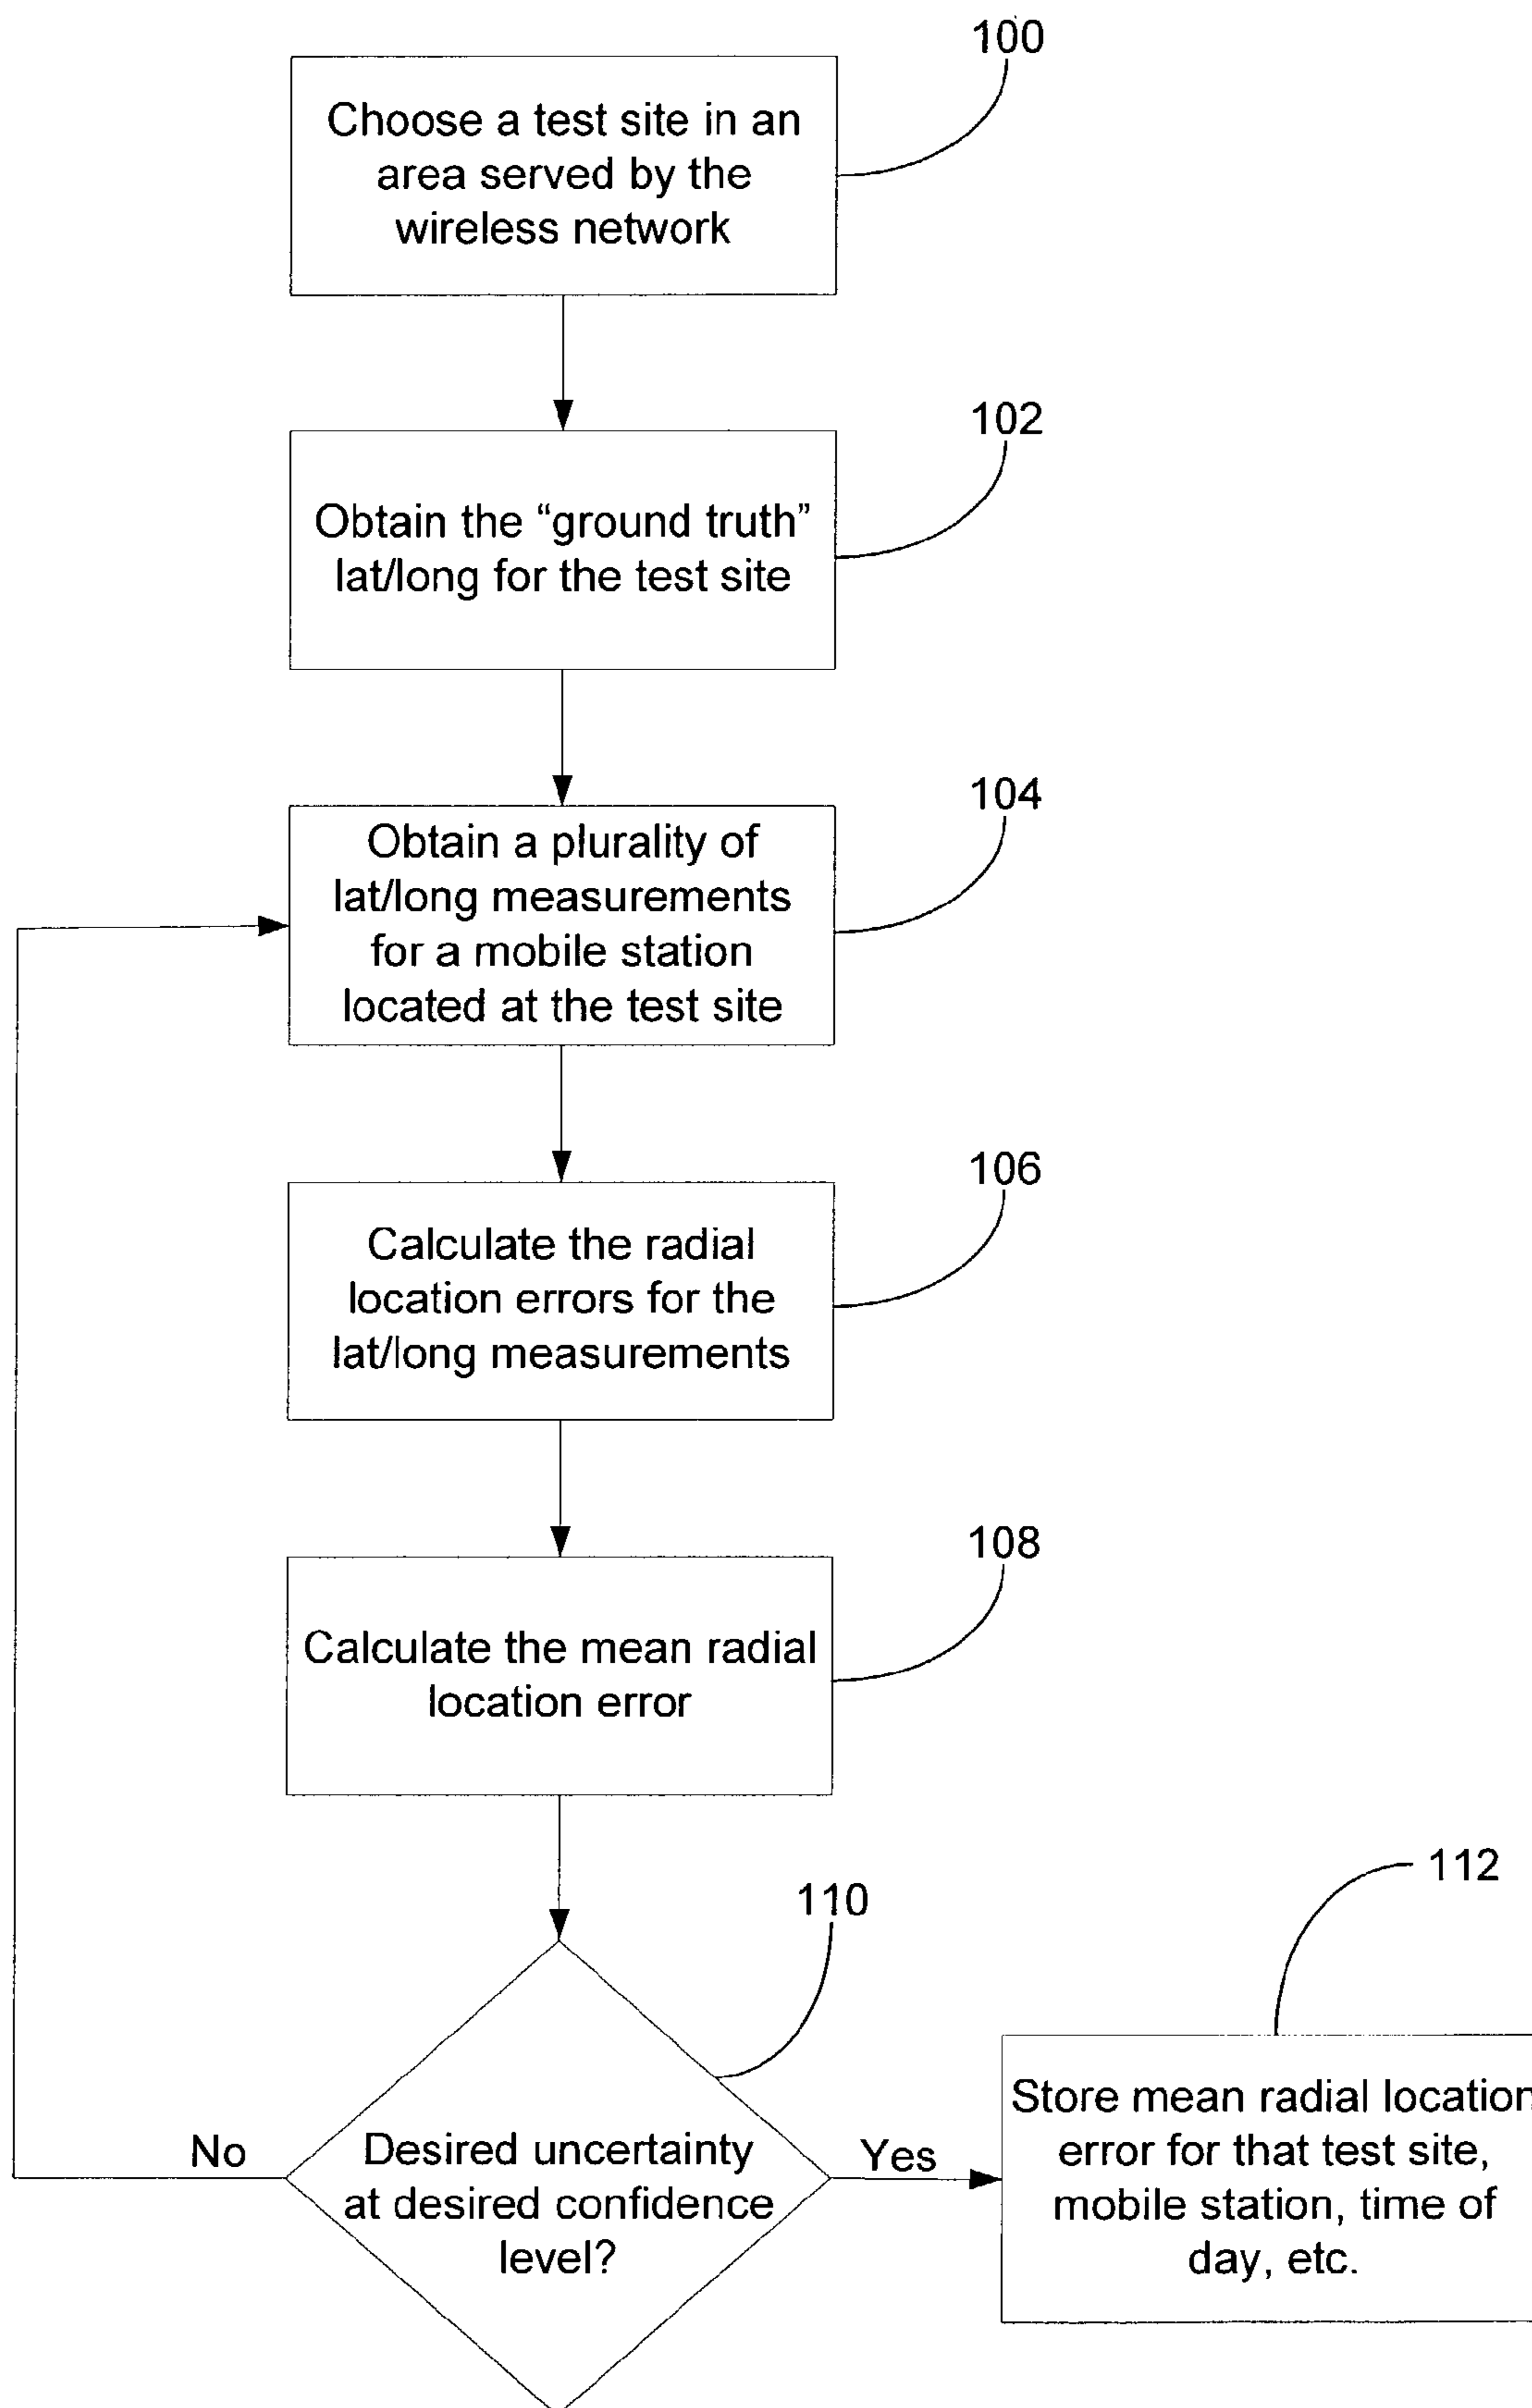 100
Choose a test site in an
area served by the
wireless network
102
Obtain the “ground truth”
lat/long for the test site
104
Obtain a plurality of
lat/long measurements
for a mobile station
located at the test site
106
Calculate the radial
location errors for the
lat/long measurements
108
Calculate the mean radial
location error
110
Desired uncertainty
at desired confidence
level?
No
Yes
112
Store mean radial location
error for that test site,
mobile station, time of
day, etc.